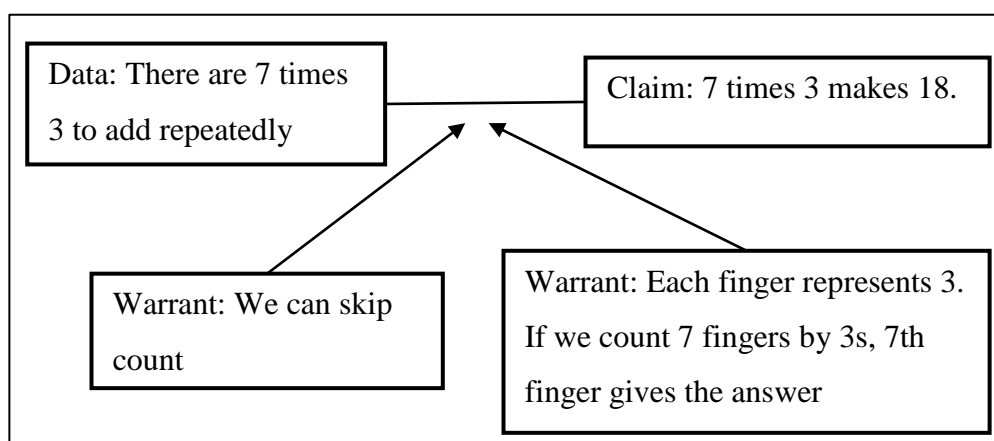 Data: There are 7 times
3 to add repeatedly
Claim: 7 times 3 makes 18.
Warrant: We can skip
count
Warrant: Each finger represents 3.
If we count 7 fingers by 3s, 7th
finger gives the answer